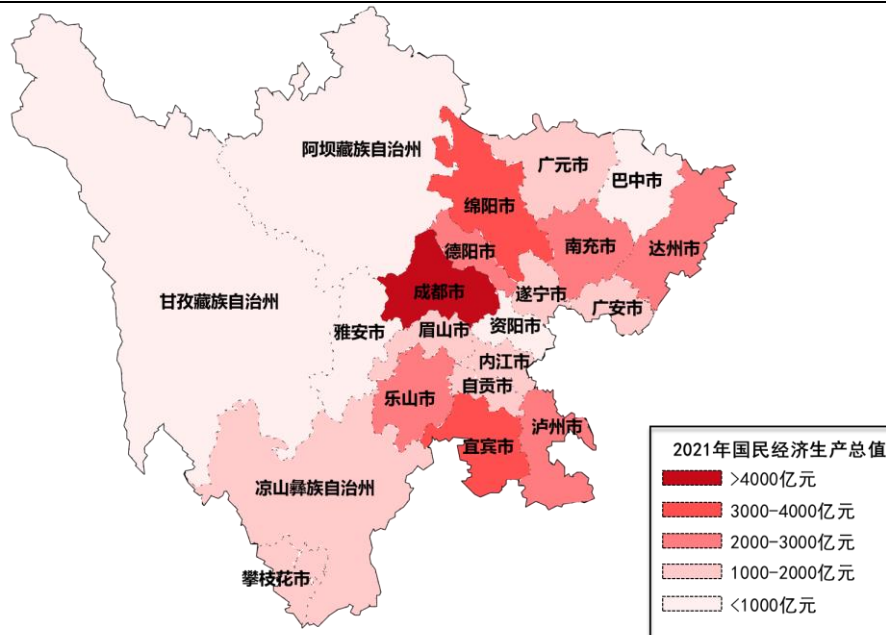 阿坝藏族自治州
广元市
巴中市
绵阳市
德阳市
南充市
达州市
甘孜藏族自治州
成都市
遂宁市
广安市
雅安市
眉山市
资阳市
内江市
自贡市
乐山市
宜宾市
泸州市
凉山彝族自治州
攀枝花市
2021年国民经济生产总值
>4000亿元
3000-4000亿元
2000-3000亿元
1000-2000亿元
<1000亿元